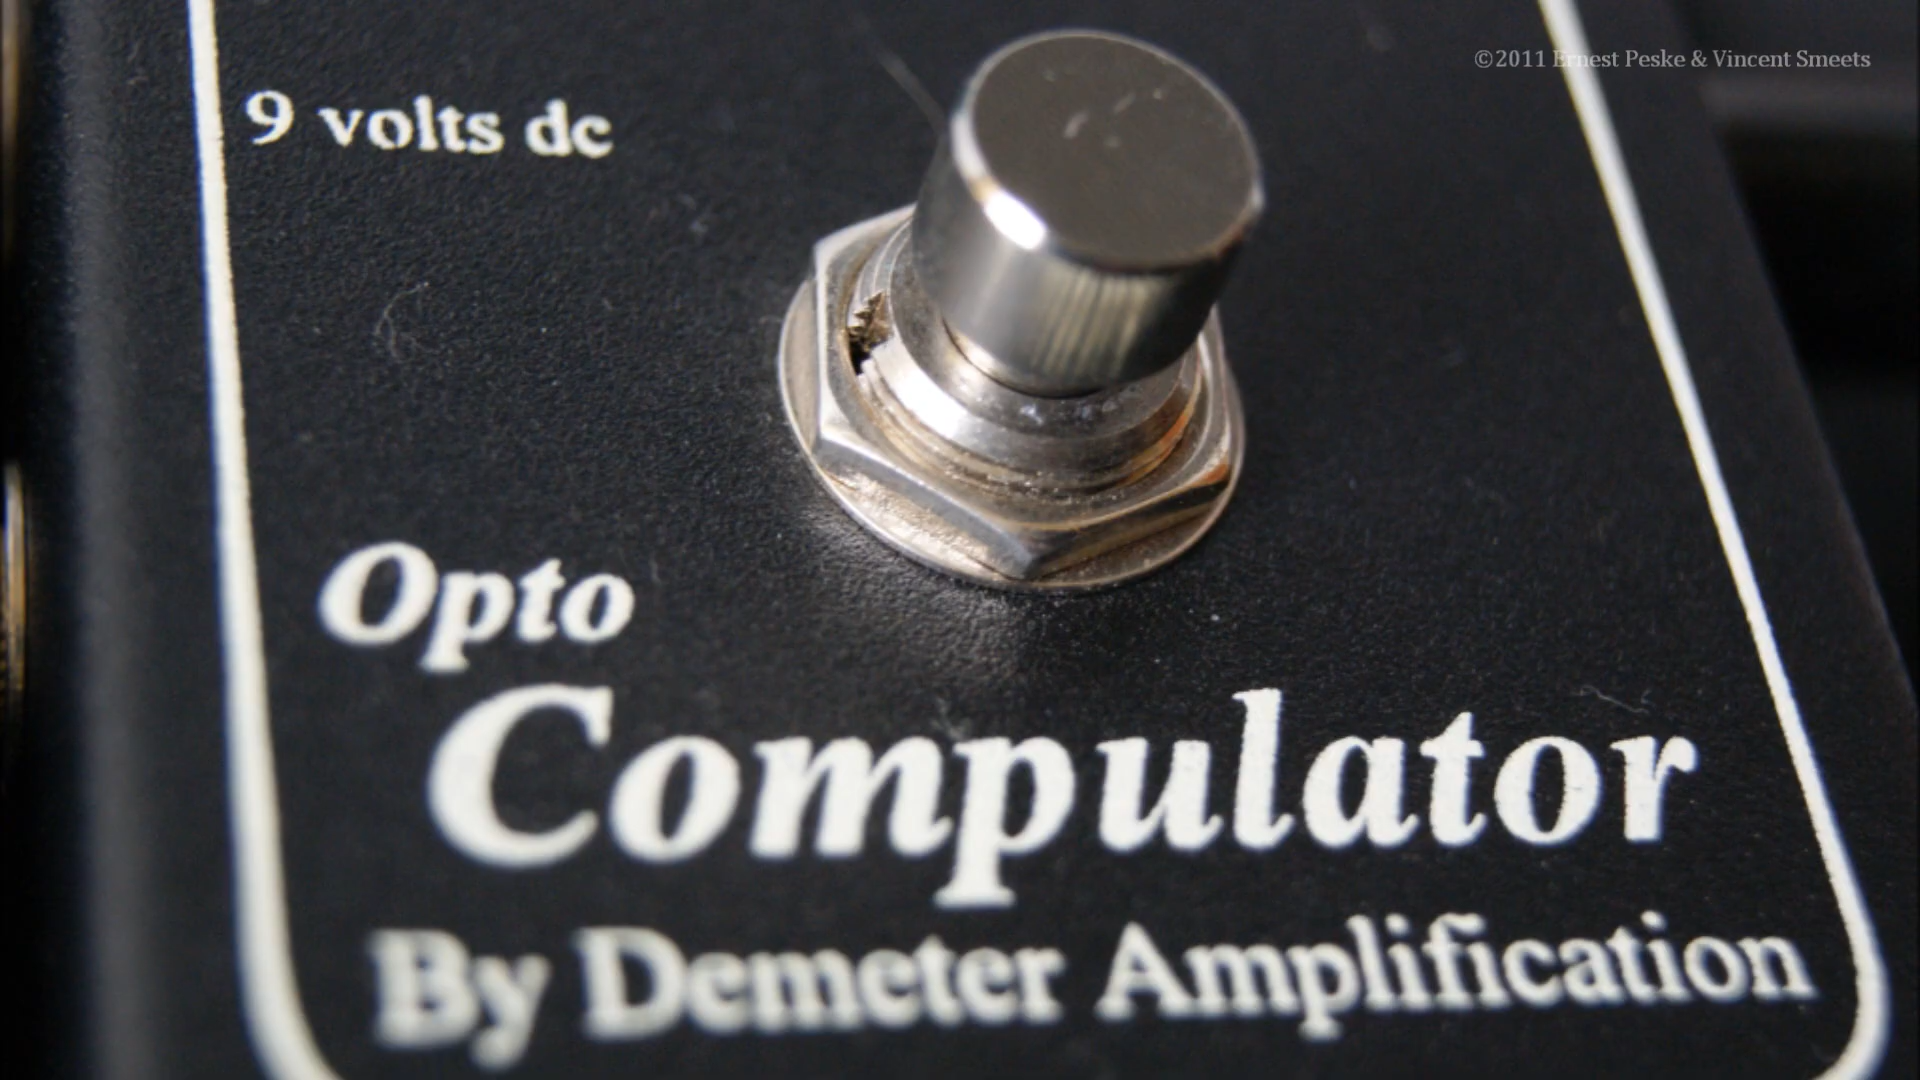 ©2011 Ernest Peske & Vincent Smeets
9 volts dc
Opto
Compulator
By Demeter Amplification